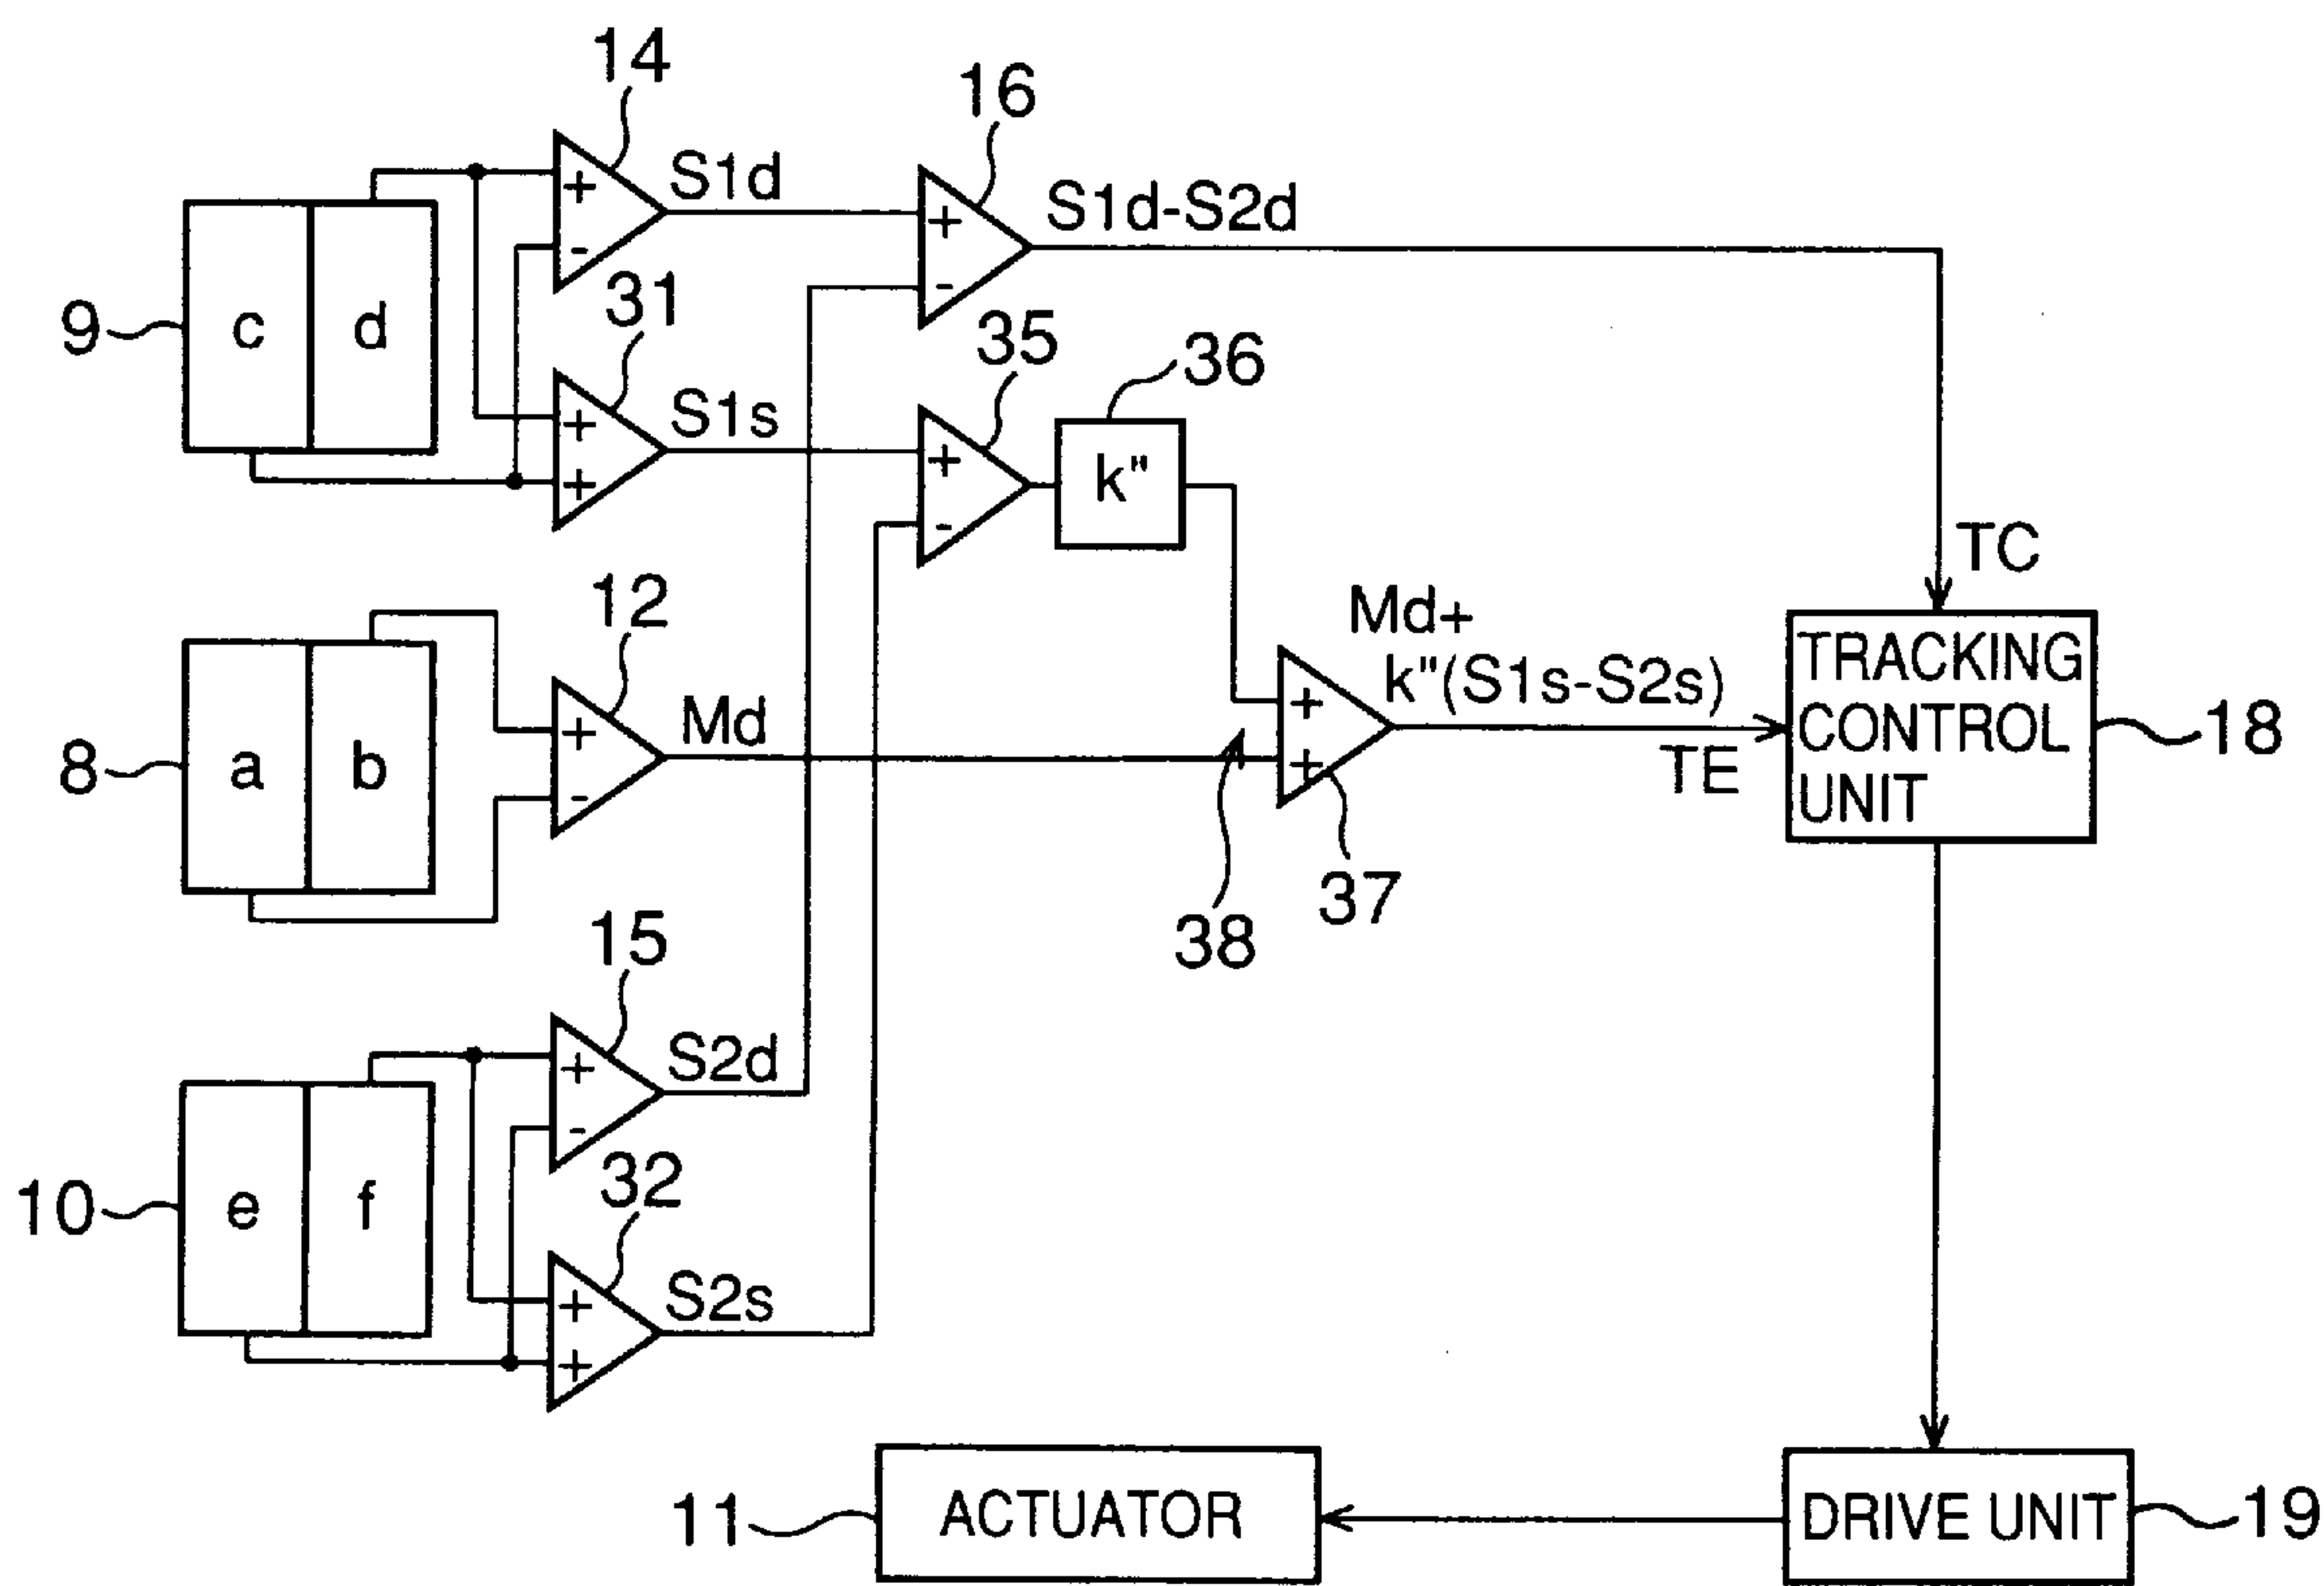 14
16
S1d
S1d-S2d
+
+
-
-
31
9
c
d
35
36
S1s
+
+
+
k"
-
TC
12
Md+
k"(S1s-S2s)
TRACKING
CONTROL
UNIT
18
8
a
b
Md
+
+
+
-
TE
37
38
15
S2d
+
-
32
10
e
f
S2s
+
+
11
ACTUATOR
DRIVE UNIT
19